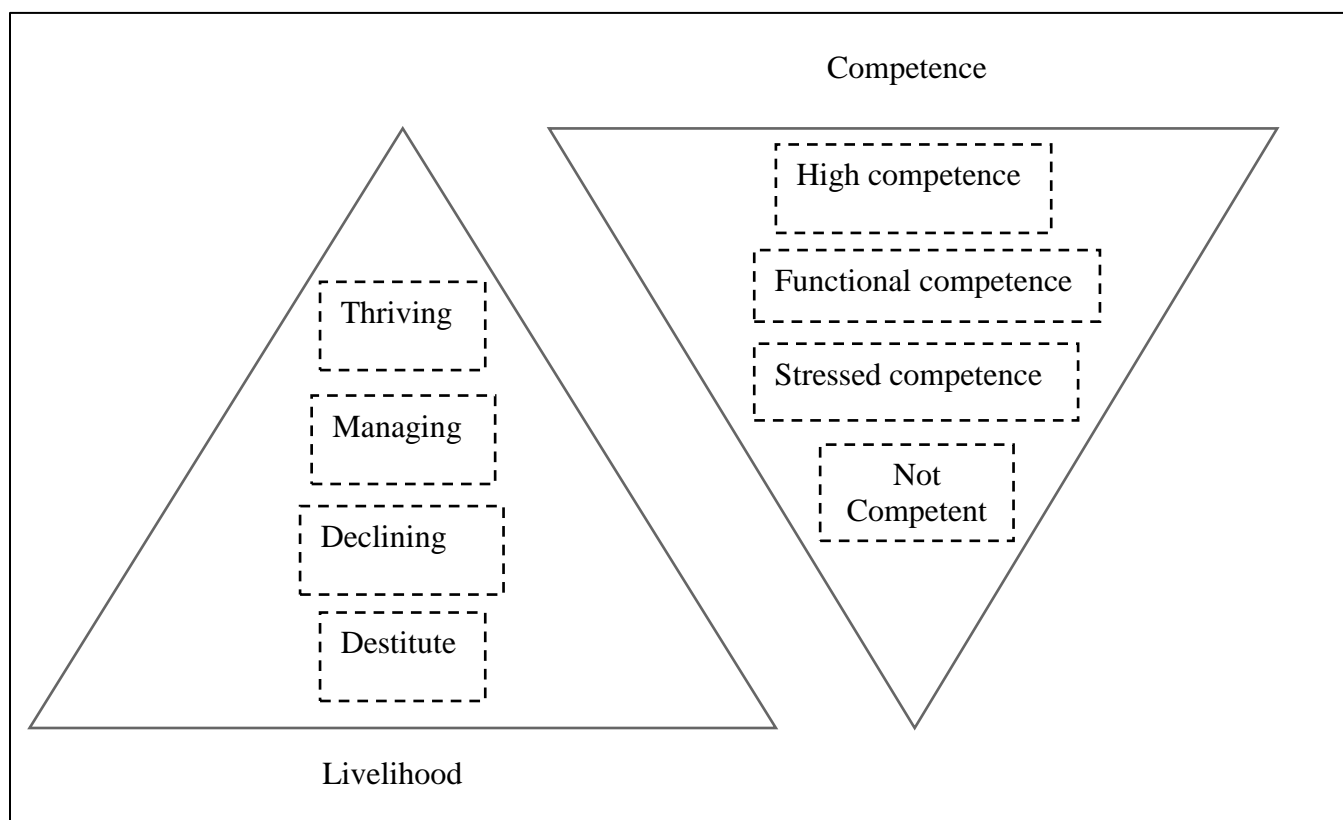 Competence
High competence
Functional competence
Stressed competence
Not
Competent
Thriving
Managing
Declining
Destitute
Livelihood